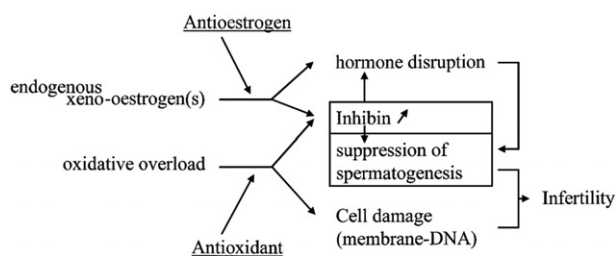 Antioestrogen
hormone disruption
endogenous
xeno-oestrogen(s)
Inhibin
suppression of
spermatogenesis
oxidative overload
Infertility
Cell damage
(membrane-DNA)
Antioxidant